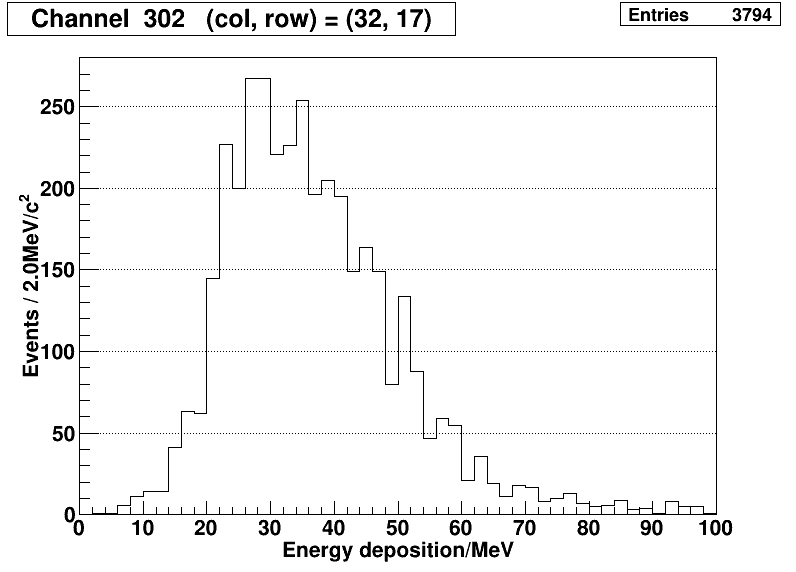 Channel 302 (col, row) = (32, 17)
Entries 3794
Events / 2.0MeV/c²
250
200
150
100
50
0
0 10 20 30 40 50 60 70 80 90 100
Energy deposition/MeV